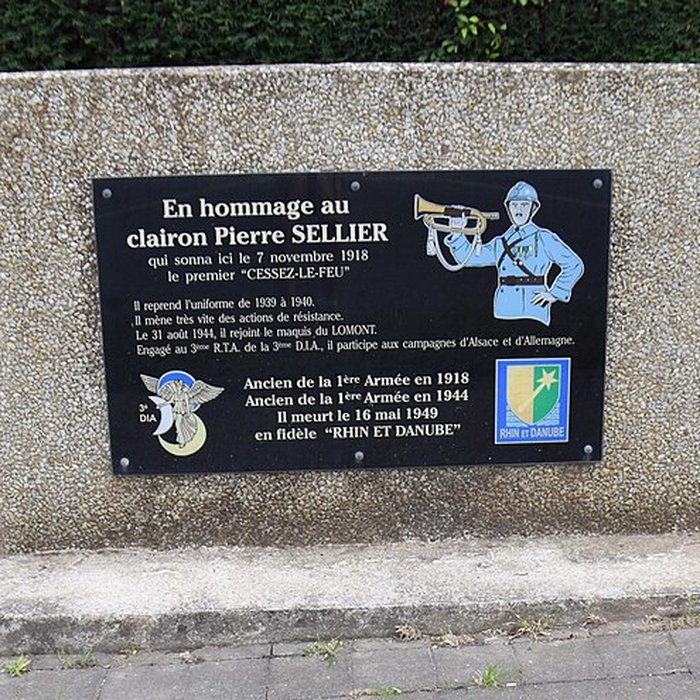 En hommage au
clairon Pierre SELLIER
qui sonna ici le 7 novembre 1918
le premier “CESSEZ-LE-FEU”
Il reprend l'uniforme de 1939 à 1940.
Il mène très vite des actions de résistance.
Le 31 août 1944, il rejoint le maquis du LOMONT.
Engagé au 3ème R.T.A. de la 3ème D.I.A., il participe aux campagnes d'Alsace et d'Allemagne.
3e
DIA
Ancien de la 1ère Armée en 1918
Ancien de la 1ère Armée en 1944
Il meurt le 16 mai 1949
en fidèle “RHIN ET DANUBE”
RHIN ET DANUBE